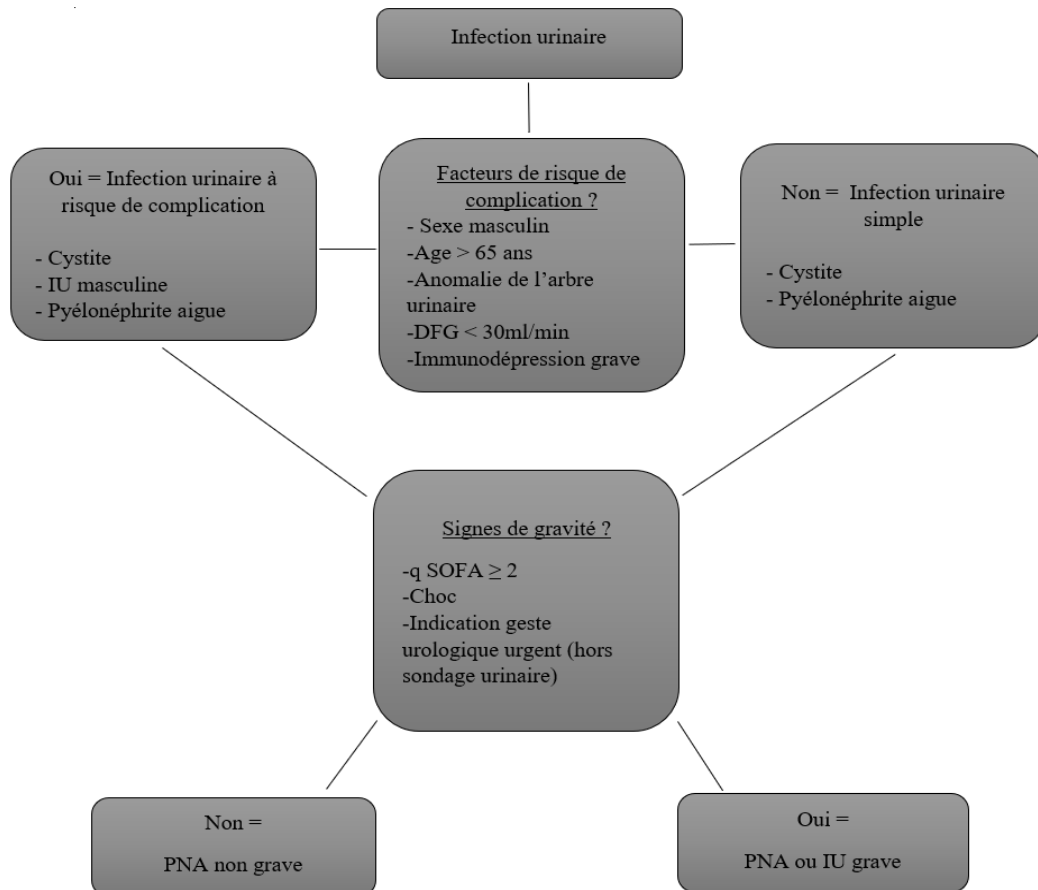 Infection urinaire
Oui = Infection urinaire à
risque de complication
- Cystite
- IU masculine
- Pyélonéphrite aigue
Facteurs de risque de
complication ?
- Sexe masculin
-Age > 65 ans
-Anomalie de l’arbre
urinaire
-DFG < 30ml/min
-Immunodépression grave
Non = Infection urinaire
simple
- Cystite
- Pyélonéphrite aigue
Signes de gravité ?
-q SOFA ≥ 2
-Choc
-Indication geste
urologique urgent (hors
sondage urinaire)
Non =
PNA non grave
Oui =
PNA ou IU grave